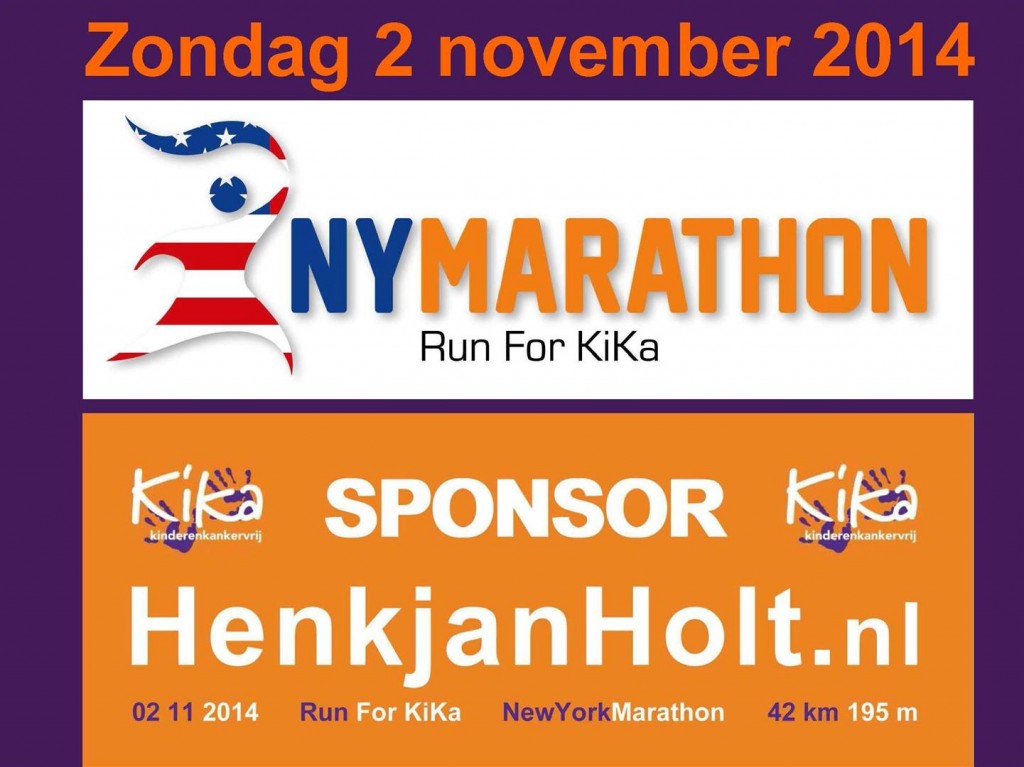 Zondag 2 november 2014
NYMARATHON
Run For KiKa
KiKa
kinderenkankervrij
SPONSOR
KiKa
kinderenkankervrij
HenkjanHolt.nl
02 11 2014 Run For KiKa NewYorkMarathon 42 km 195 m